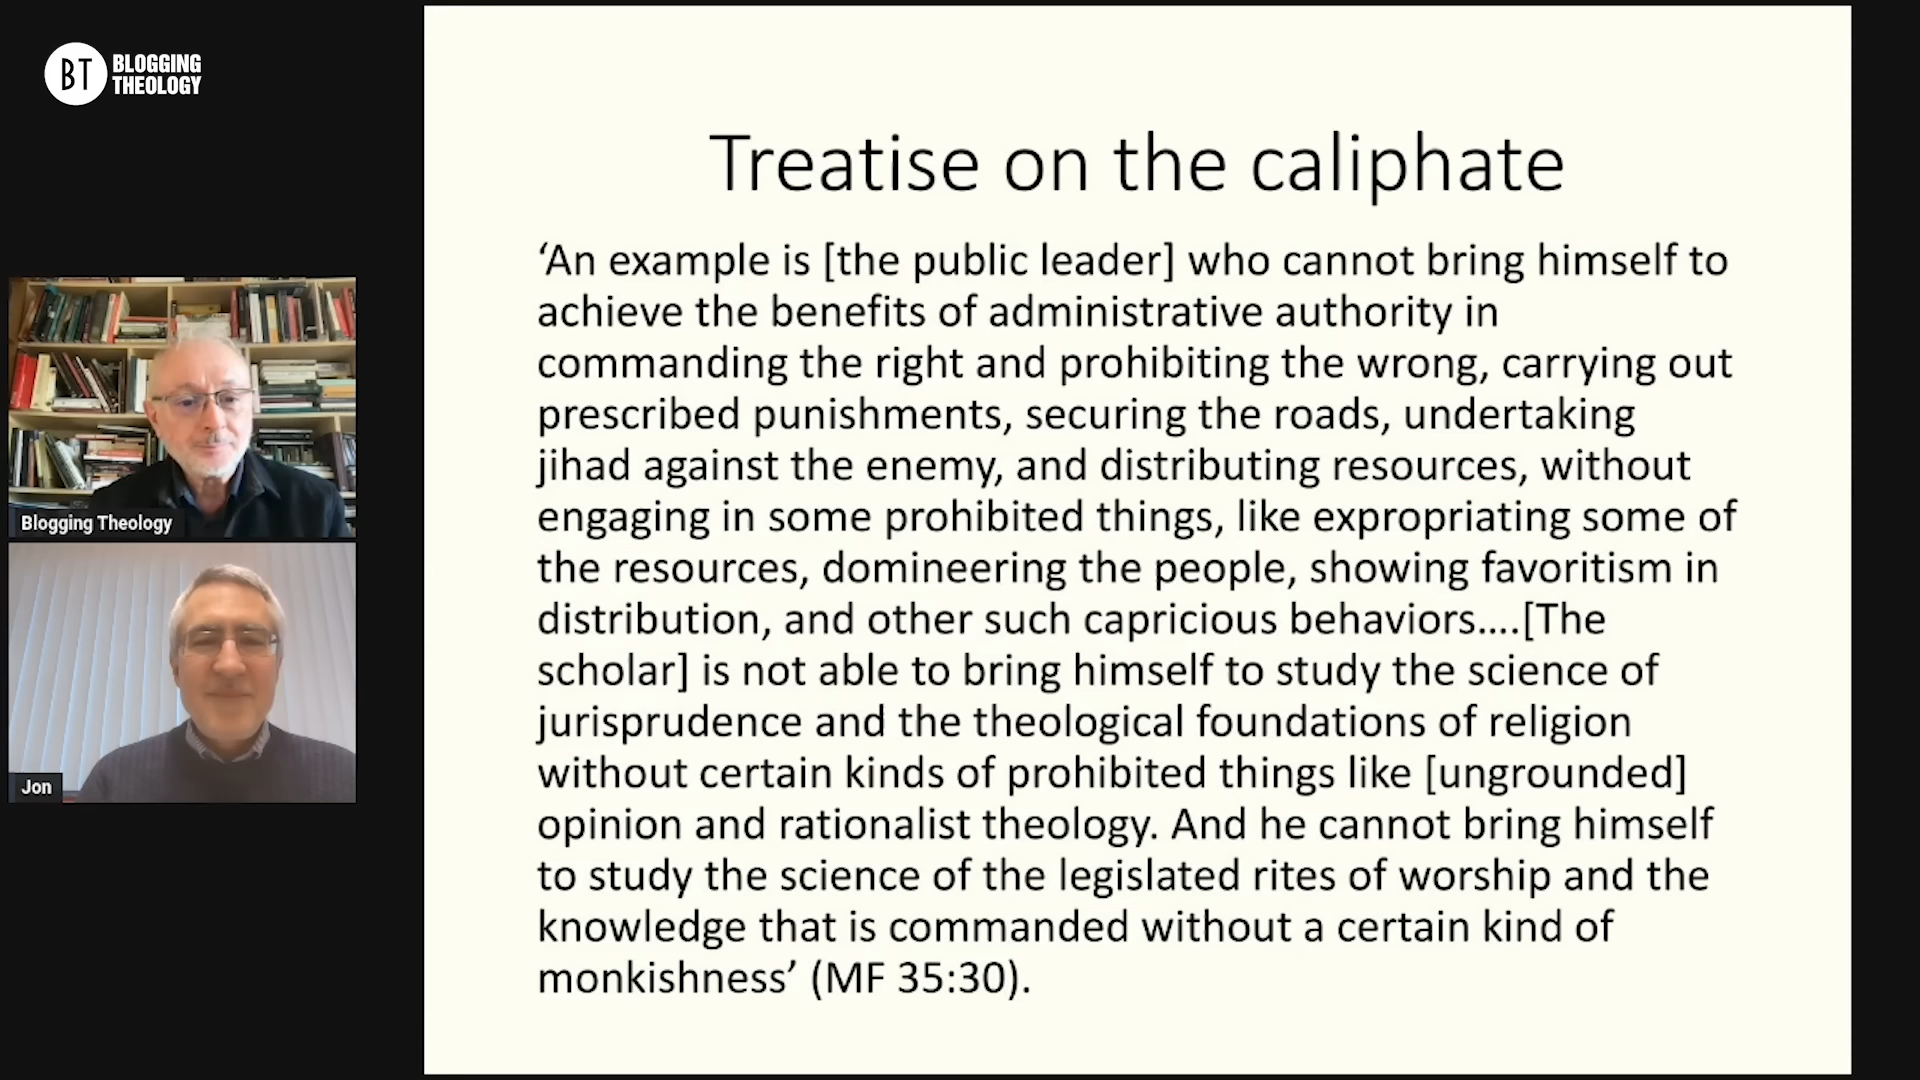 BT
BLOGGING
THEOLOGY
Treatise on the caliphate
‘An example is [the public leader] who cannot bring himself to
achieve the benefits of administrative authority in
commanding the right and prohibiting the wrong, carrying out
prescribed punishments, securing the roads, undertaking
jihad against the enemy, and distributing resources, without
engaging in some prohibited things, like expropriating some of
the resources, domineering the people, showing favoritism in
distribution, and other such capricious behaviors….[The
scholar] is not able to bring himself to study the science of
jurisprudence and the theological foundations of religion
without certain kinds of prohibited things like [ungrounded]
opinion and rationalist theology. And he cannot bring himself
to study the science of the legislated rites of worship and the
knowledge that is commanded without a certain kind of
monkishness’ (MF 35:30).
Blogging Theology
Jon